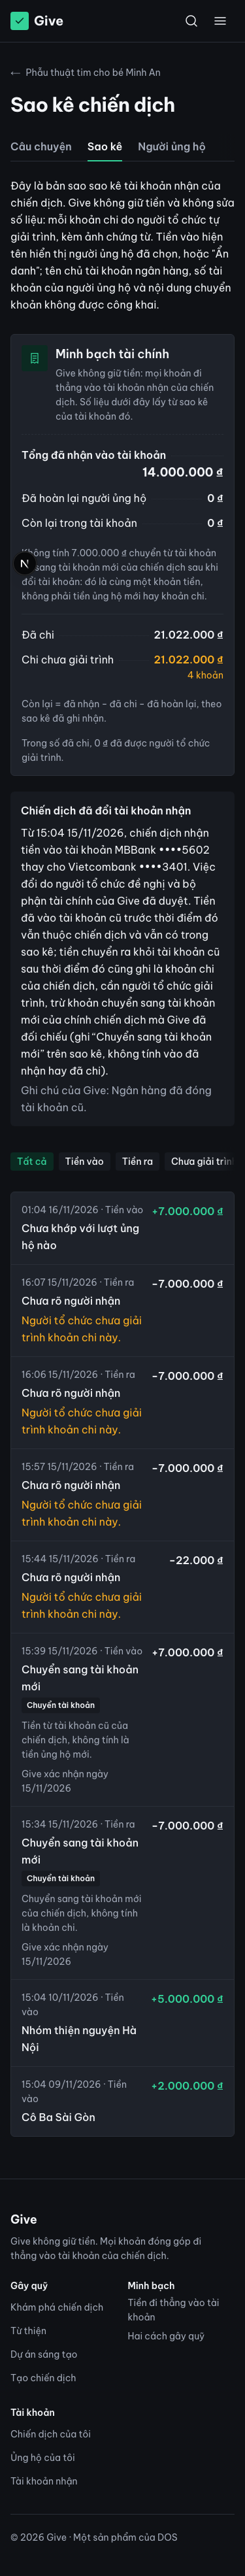 Give
← Phẫu thuật tim cho bé Minh An
Sao kê chiến dịch
Câu chuyện Sao kê Người ủng hộ
Đây là bản sao sao kê tài khoản nhận của
chiến dịch. Give không giữ tiền và không sửa
số liệu: mỗi khoản chi do người tổ chức tự
giải trình, kèm ảnh chứng từ. Tiền vào hiện
tên hiển thị người ủng hộ đã chọn, hoặc "Ẩn
danh"; tên chủ tài khoản ngân hàng, số tài
khoản của người ủng hộ và nội dung chuyển
khoản không được công khai.
Minh bạch tài chính
Give không giữ tiền: mọi khoản đi
thẳng vào tài khoản nhận của chiến
dịch. Số liệu dưới đây lấy từ sao kê
của tài khoản đó.
Tổng đã nhận vào tài khoản
14.000.000 ₫
Đã hoàn lại người ủng hộ 0 ₫
Còn lại trong tài khoản 0 ₫
Không tính 7.000.000 ₫ chuyển từ tài khoản
sang tài khoản mới của chiến dịch sau khi
đổi tài khoản: đó là cùng một khoản tiền,
không phải tiền ủng hộ mới hay khoản chi.
Đã chi 21.022.000 ₫
Chi chưa giải trình 21.022.000 ₫
4 khoản
Còn lại = đã nhận - đã chi - đã hoàn lại, theo
sao kê đã ghi nhận.
Trong số đã chi, 0 ₫ đã được người tổ chức
giải trình.
Chiến dịch đã đổi tài khoản nhận
Từ 15:04 15/11/2026, chiến dịch nhận
tiền vào tài khoản MBBank ••••5602
thay cho Vietcombank ••••3401. Việc
đổi do người tổ chức đề nghị và bộ
phận tài chính của Give đã duyệt. Tiền
đã vào tài khoản cũ trước thời điểm đó
vẫn thuộc chiến dịch và vẫn có trong
sao kê; tiền chuyển ra khỏi tài khoản cũ
sau thời điểm đó cũng ghi là khoản chi
của chiến dịch, cần người tổ chức giải
trình, trừ khoản chuyển sang tài khoản
mới của chính chiến dịch mà Give đã
đối chiếu (ghi “Chuyển sang tài khoản
mới” trên sao kê, không tính vào đã
nhận hay đã chi).
Ghi chú của Give: Ngân hàng đã đóng
tài khoản cũ.
Tất cả Tiền vào Tiền ra Chưa giải trình
01:04 16/11/2026 · Tiền vào +7.000.000 ₫
Chưa khớp với lượt ủng
hộ nào
16:07 15/11/2026 · Tiền ra -7.000.000 ₫
Chưa rõ người nhận
Người tổ chức chưa giải
trình khoản chi này.
16:06 15/11/2026 · Tiền ra -7.000.000 ₫
Chưa rõ người nhận
Người tổ chức chưa giải
trình khoản chi này.
15:57 15/11/2026 · Tiền ra -7.000.000 ₫
Chưa rõ người nhận
Người tổ chức chưa giải
trình khoản chi này.
15:44 15/11/2026 · Tiền ra -22.000 ₫
Chưa rõ người nhận
Người tổ chức chưa giải
trình khoản chi này.
15:39 15/11/2026 · Tiền vào +7.000.000 ₫
Chuyển sang tài khoản
mới
Chuyển tài khoản
Tiền từ tài khoản cũ của
chiến dịch, không tính là
tiền ủng hộ mới.
Give xác nhận ngày
15/11/2026
15:34 15/11/2026 · Tiền ra -7.000.000 ₫
Chuyển sang tài khoản
mới
Chuyển tài khoản
Chuyển sang tài khoản mới
của chiến dịch, không tính
là khoản chi.
Give xác nhận ngày
15/11/2026
15:04 10/11/2026 · Tiền
vào +5.000.000 ₫
Nhóm thiện nguyện Hà
Nội
15:04 09/11/2026 · Tiền
vào +2.000.000 ₫
Cô Ba Sài Gòn
Give
Give không giữ tiền. Mọi khoản đóng góp đi
thẳng vào tài khoản của chiến dịch.
Gây quỹ
Khám phá chiến dịch
Từ thiện
Dự án sáng tạo
Tạo chiến dịch
Minh bạch
Tiền đi thẳng vào tài
khoản
Hai cách gây quỹ
Tài khoản
Chiến dịch của tôi
Ủng hộ của tôi
Tài khoản nhận
© 2026 Give · Một sản phẩm của DOS